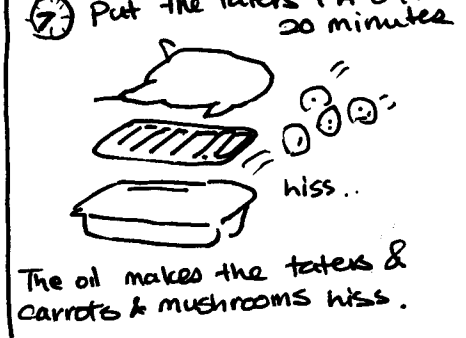 7 Put the taters
20 minutes
hiss..
The oil makes the taters &
carrots & mushrooms hiss.